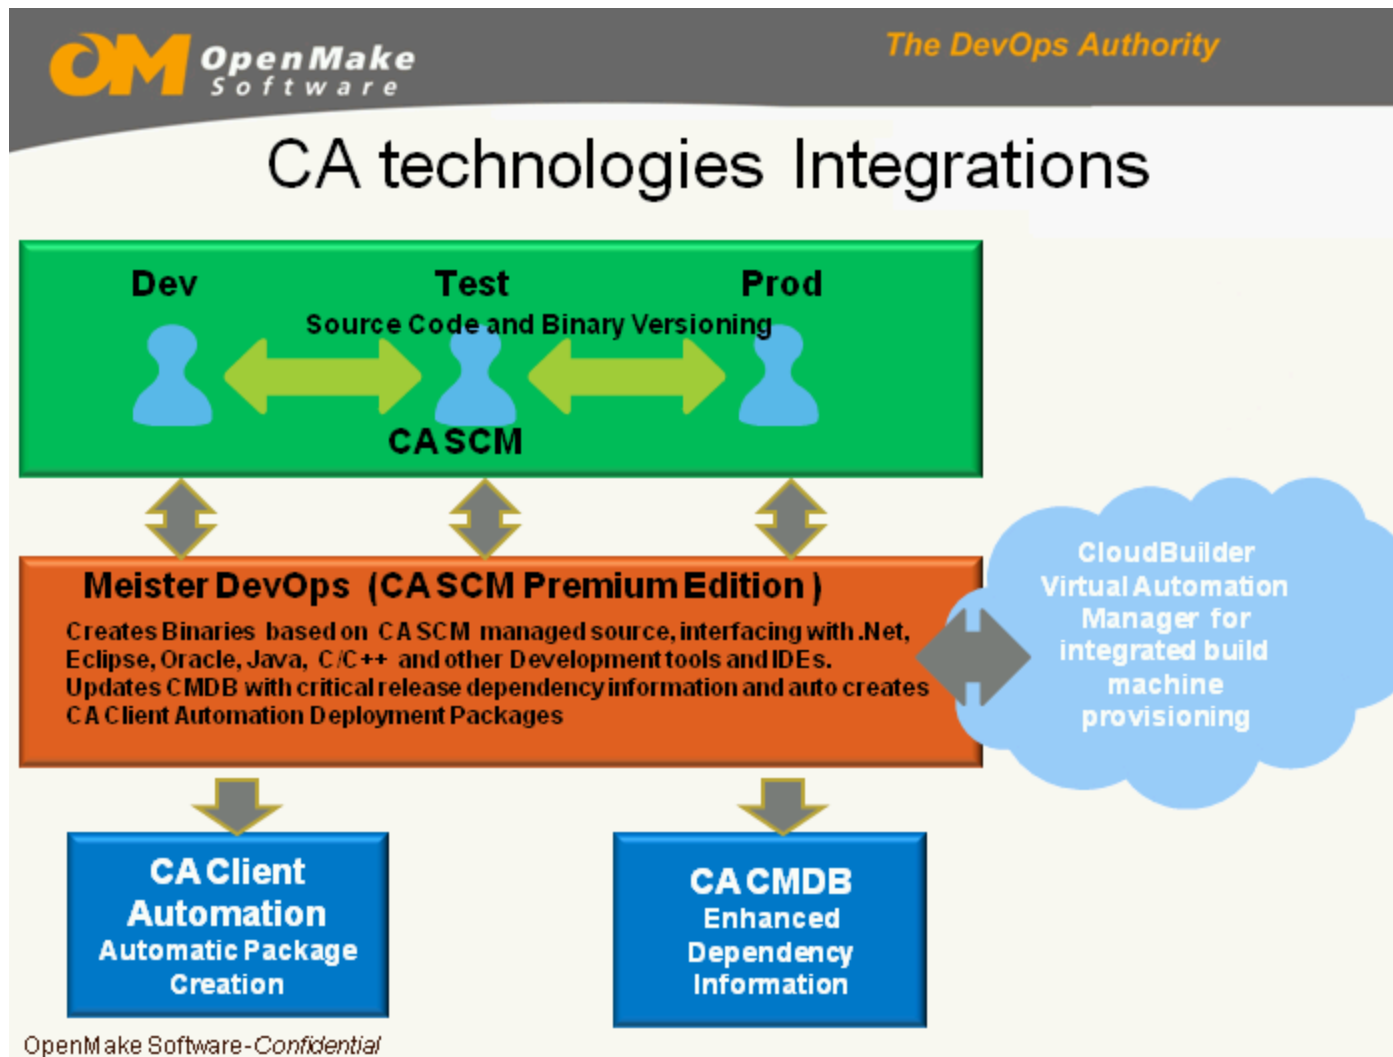 OM OpenMake
Software
The DevOps Authority
CA technologies Integrations
Dev Test Prod
Source Code and Binary Versioning
CA SCM
Meister DevOps (CA SCM Premium Edition )
Creates Binaries based on CA SCM managed source, interfacing with .Net,
Eclipse, Oracle, Java, C/C++ and other Development tools and IDEs.
Updates CMDB with critical release dependency information and auto creates
CA Client Automation Deployment Packages
CloudBuilder
Virtual Automation
Manager for
integrated build
machine
provisioning
CA Client
Automation
Automatic Package
Creation
CA CMDB
Enhanced
Dependency
Information
OpenMake Software-Confidential